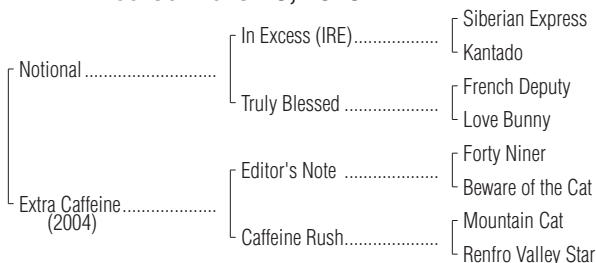 Siberian Express
In Excess (IRE)...................
Kantado
Notional ..............................
French Deputy
Truly Blessed .....................
Love Bunny
Forty Niner
Editor's Note .....................
Beware of the Cat
Extra Caffeine.....................
(2004)
Mountain Cat
Caffeine Rush.....................
Renfro Valley Star